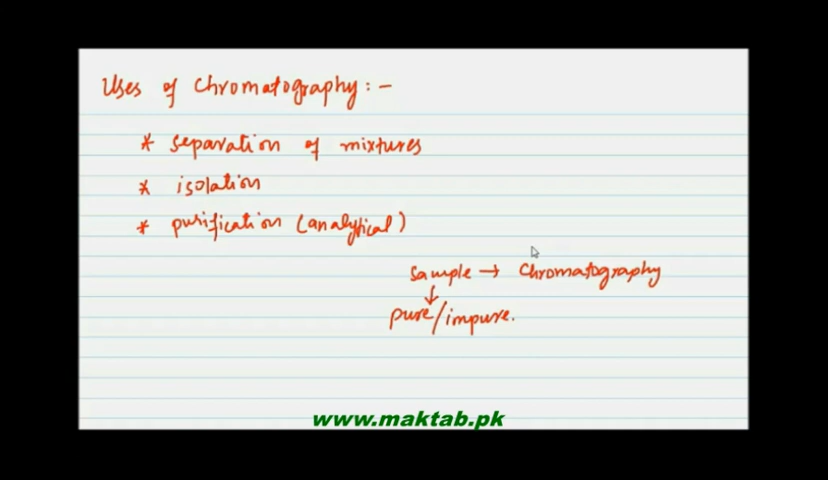 Uses of Chromatography:-
* separation of mixtures
* isolation
* purification (analytical)
sample → Chromatography
↓
pure/impure.
www.maktab.pk